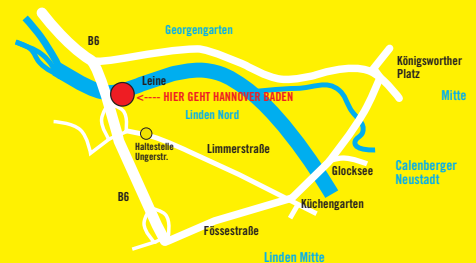 Georgengarten
B6
Königsworther
Platz
Leine
<---- HIER GEHT HANNOVER BADEN
Mitte
Linden Nord
Haltestelle
Ungerstr.
Limmerstraße
Glocksee
Calenberger
Neustadt
B6
Küchengarten
Fössestraße
Linden Mitte